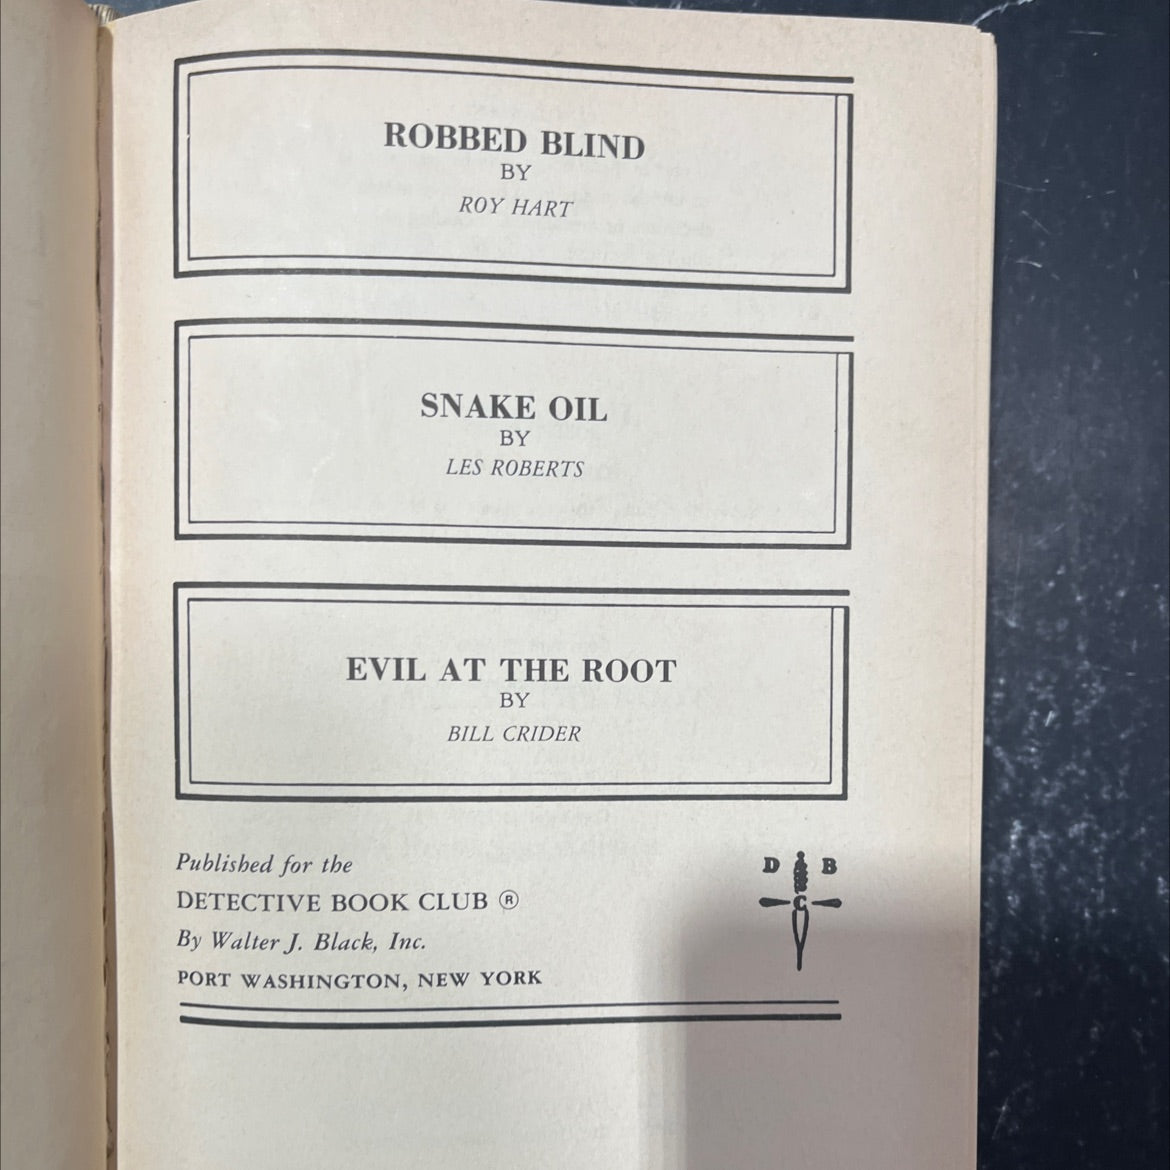 ROBBED BLIND
BY
ROY HART
SNAKE OIL
BY
LES ROBERTS
EVIL AT THE ROOT
BY
BILL CRIDER
Published for the
DETECTIVE BOOK CLUB ®
By Walter J. Black, Inc.
PORT WASHINGTON, NEW YORK
D B
C